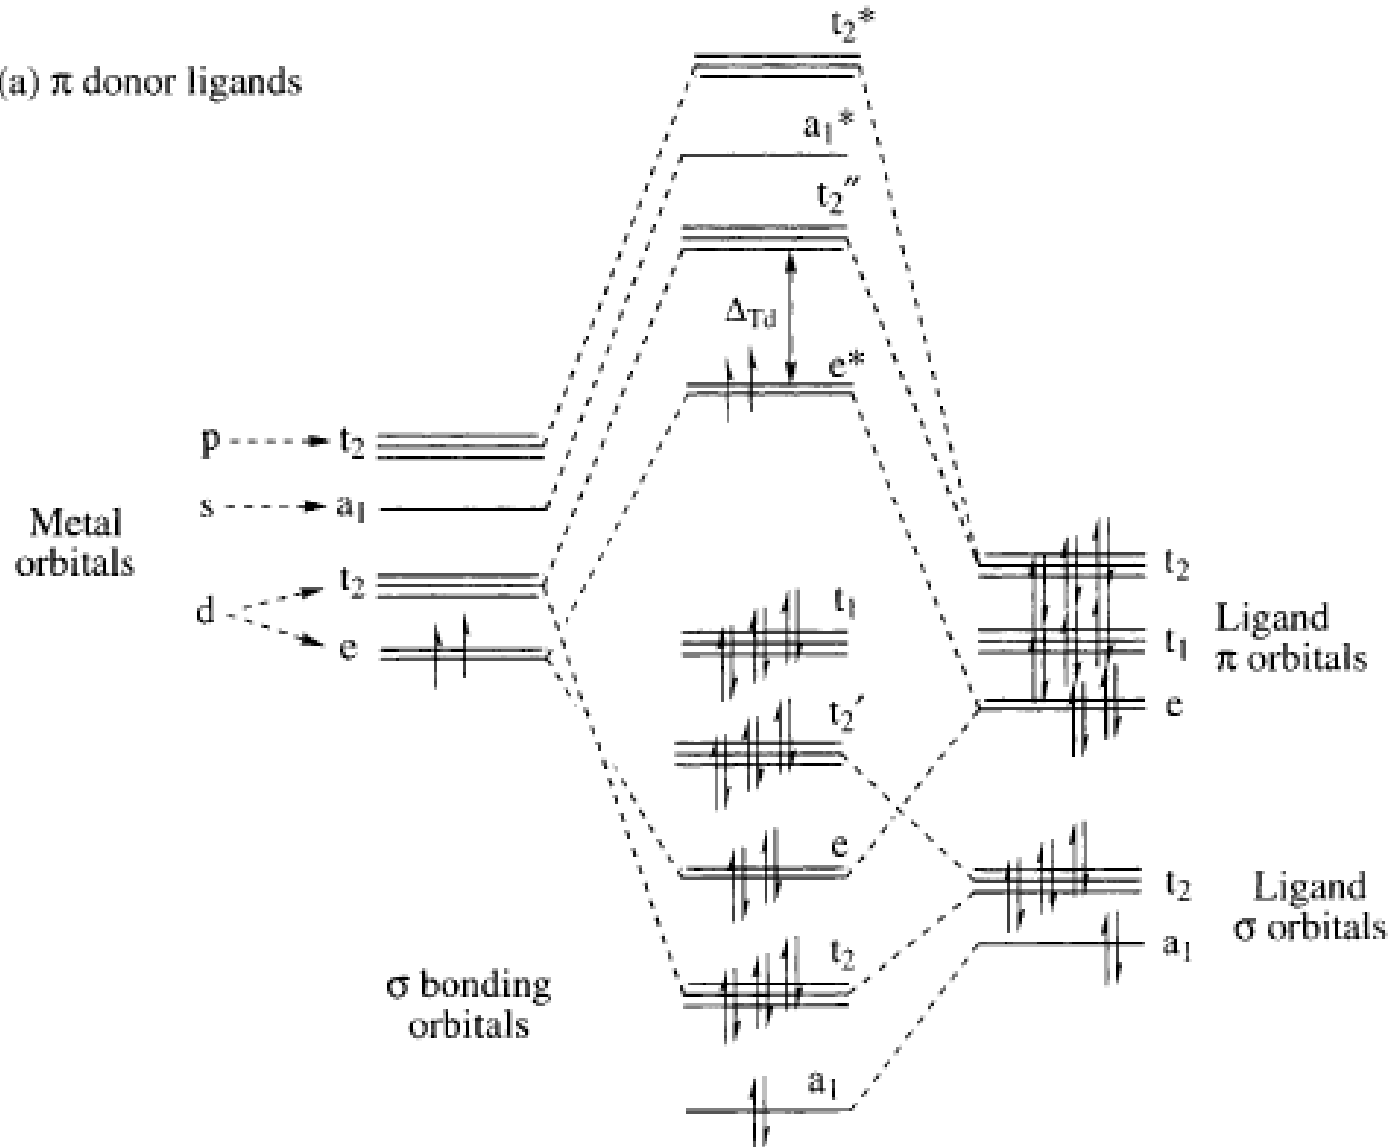 t₂*
(a) π donor ligands
a₁*
t₂″
Δ_Td
e*
p t₂
s a₁
Metal
orbitals
t₂
d
e
t₂
t₁
t₁
Ligand
π orbitals
e
t₂′
e
t₂
Ligand
σ orbitals
a₁
t₂
σ bonding
orbitals
a₁